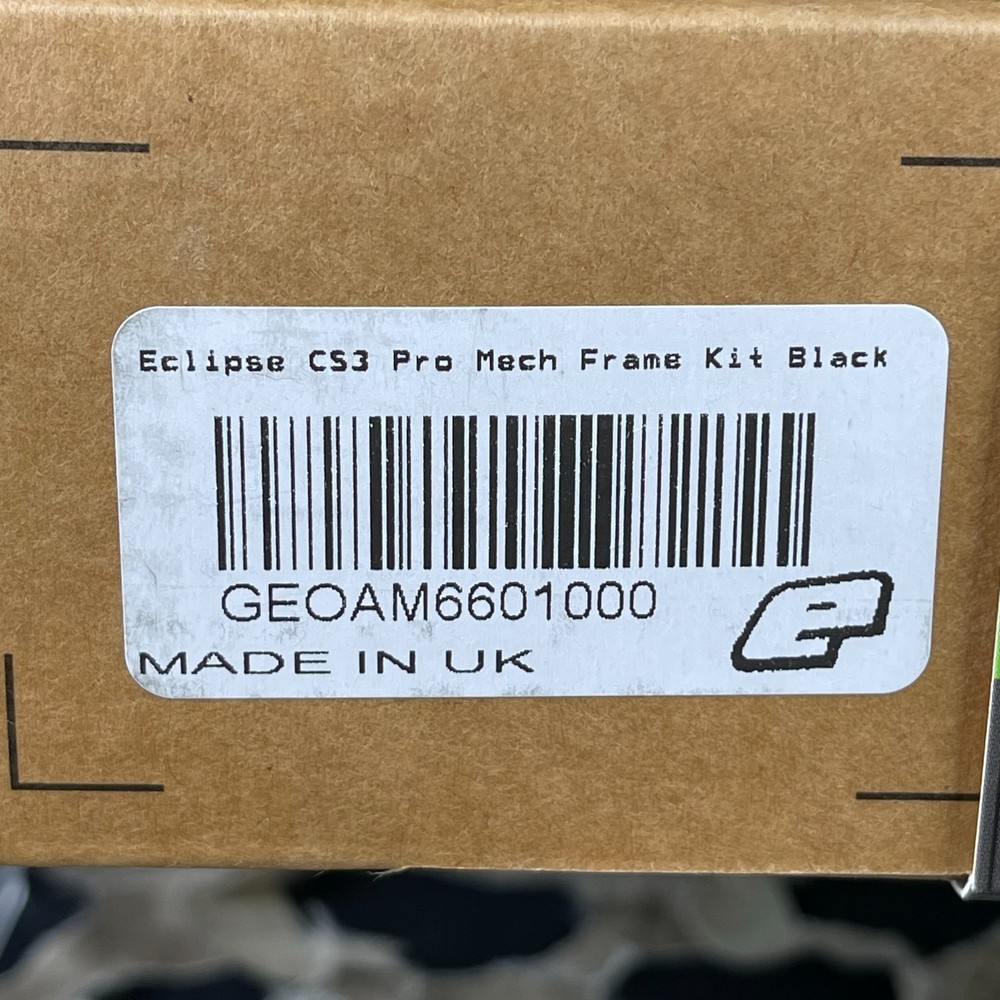 Eclipse CS3 Pro Mech Frame Kit Black
GEOAM6601000
MADE IN UK